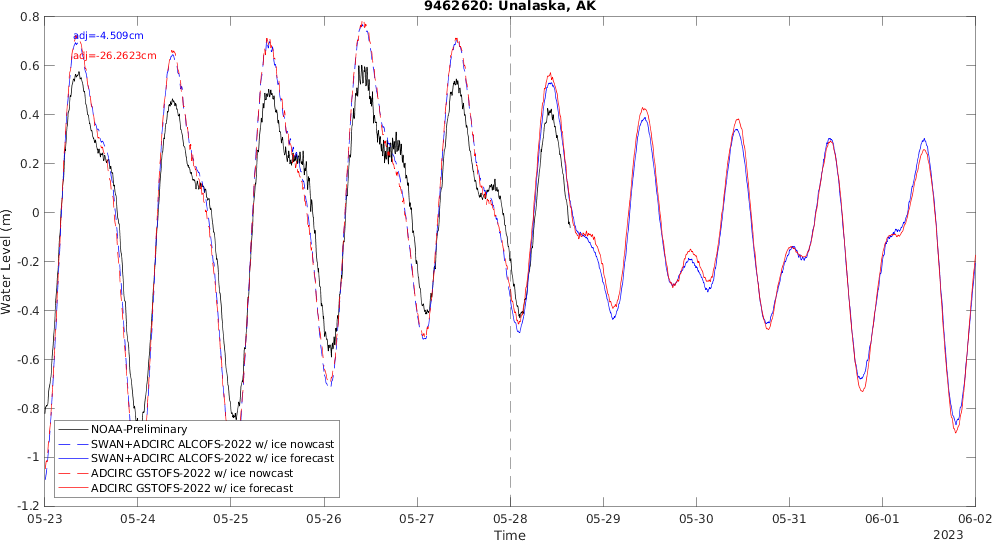 9462620: Unalaska, AK
adj=-4.509cm
adj=-26.2623cm
Water Level (m)
0.8
0.6
0.4
0.2
0
-0.2
-0.4
-0.6
-0.8
-1
-1.2
NOAA-Preliminary
SWAN+ADCIRC ALCOFS-2022 w/ ice nowcast
SWAN+ADCIRC ALCOFS-2022 w/ ice forecast
ADCIRC GSTOFS-2022 w/ ice nowcast
ADCIRC GSTOFS-2022 w/ ice forecast
05-23 05-24 05-25 05-26 05-27 05-28 05-29 05-30 05-31 06-01 06-02
Time
2023